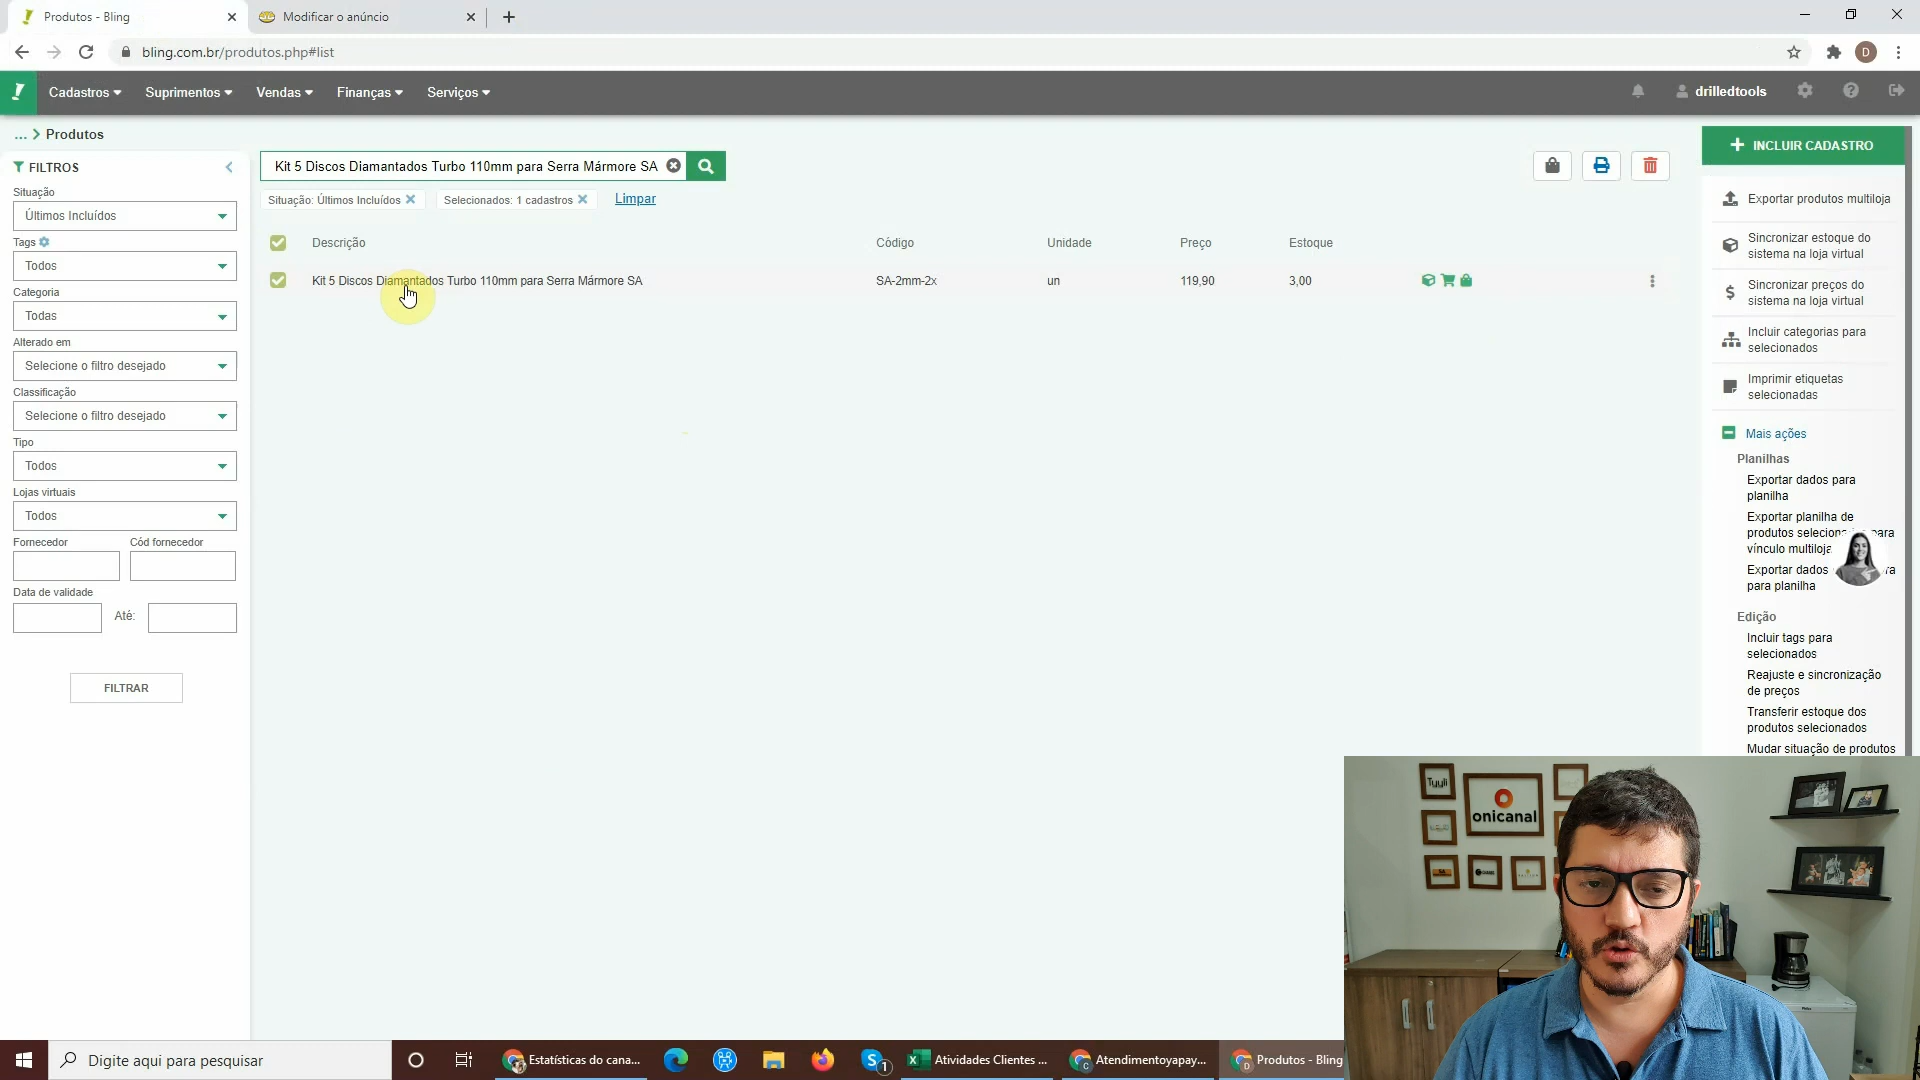 Produtos - Bling
Modificar o anúncio
bling.com.br/produtos.php#list
D
Cadastros
Suprimentos
Vendas
Finanças
Serviços
drilledtools
... > Produtos
FILTROS
Situação
Últimos Incluídos
Tags
Todos
Categoria
Todas
Alterado em
Selecione o filtro desejado
Classificação
Selecione o filtro desejado
Tipo
Todos
Lojas virtuais
Todos
Fornecedor
Cód fornecedor
Data de validade
Até:
FILTRAR
Kit 5 Discos Diamantados Turbo 110mm para Serra Mármore SA
Situação: Últimos Incluídos
Selecionados: 1 cadastros
Limpar
Descrição
Código
Unidade
Preço
Estoque
Kit 5 Discos Diamantados Turbo 110mm para Serra Mármore SA
SA-2mm-2x
un
119,90
3,00
INCLUIR CADASTRO
Exportar produtos multiloja
Sincronizar estoque do
sistema na loja virtual
Sincronizar preços do
sistema na loja virtual
Incluir categorias para
selecionados
Imprimir etiquetas
selecionadas
Mais ações
Planilhas
Exportar dados para
planilha
Exportar planilha de
produtos para
vínculo multiloja
Exportar dados
para planilha
Edição
Incluir tags para
selecionados
Reajuste e sincronização
de preços
Transferir estoque dos
produtos selecionados
Mudar situação de produtos
Tyyli
onicanal
Digite aqui para pesquisar
Estatísticas do cana...
1
Atividades Clientes ...
Atendimentoyapay...
Produtos - Bling